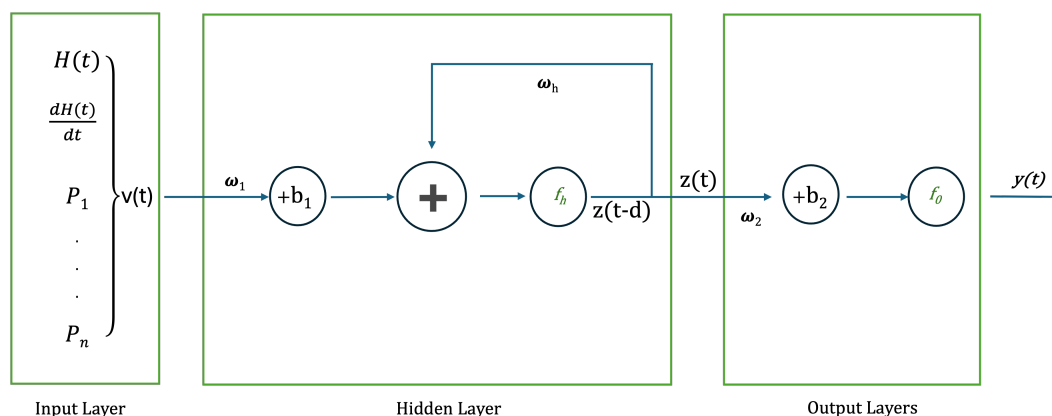 H(t)
dH(t)
dt
P1
.
.
.
Pn
v(t)
ω1
+b1
+
ωh
fh
z(t-d)
z(t)
ω2
+b2
f0
y(t)
Input Layer
Hidden Layer
Output Layers